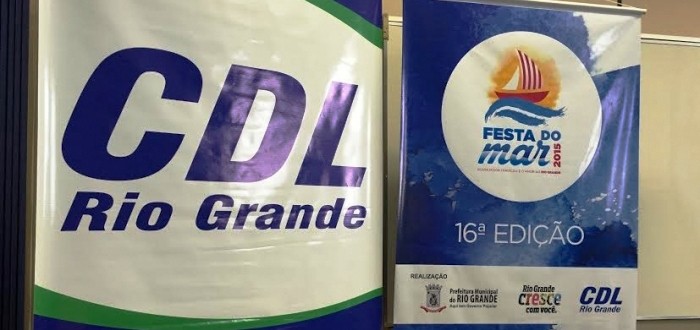 CDL
Rio Grande
FESTA DO
mar
2015
16ª EDIÇÃO
REALIZAÇÃO
Prefeitura Municipal
do RIO GRANDE
Rio Grande
cresce
com você.
CDL
Rio Grande